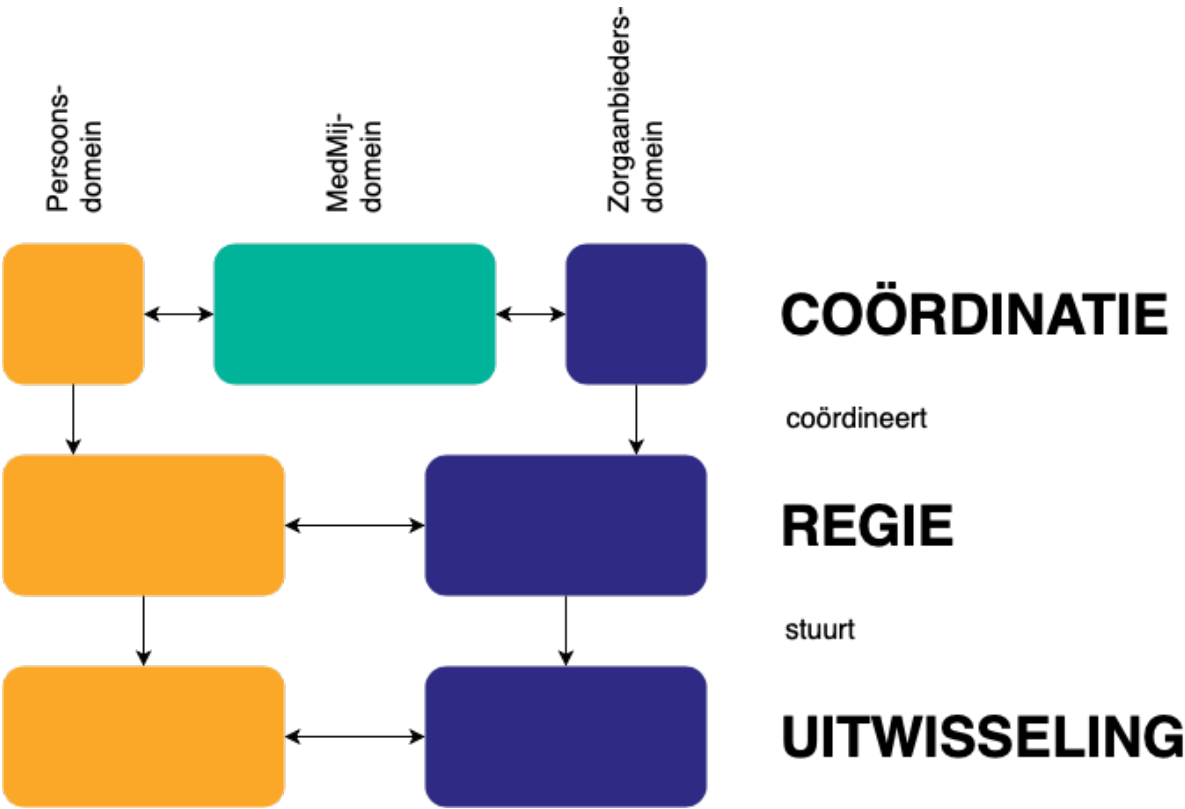 Persoons-
domein
MedMij-
domein
Zorgaanbieders-
domein
COÖRDINATIE
coördineert
REGIE
stuurt
UITWISSELING